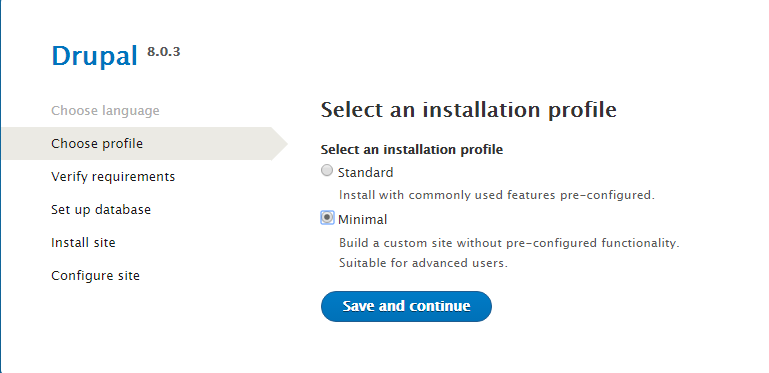 Drupal 8.0.3
Choose language
Choose profile
Verify requirements
Set up database
Install site
Configure site
Select an installation profile
Select an installation profile
Standard
Install with commonly used features pre-configured.
Minimal
Build a custom site without pre-configured functionality.
Suitable for advanced users.
Save and continue